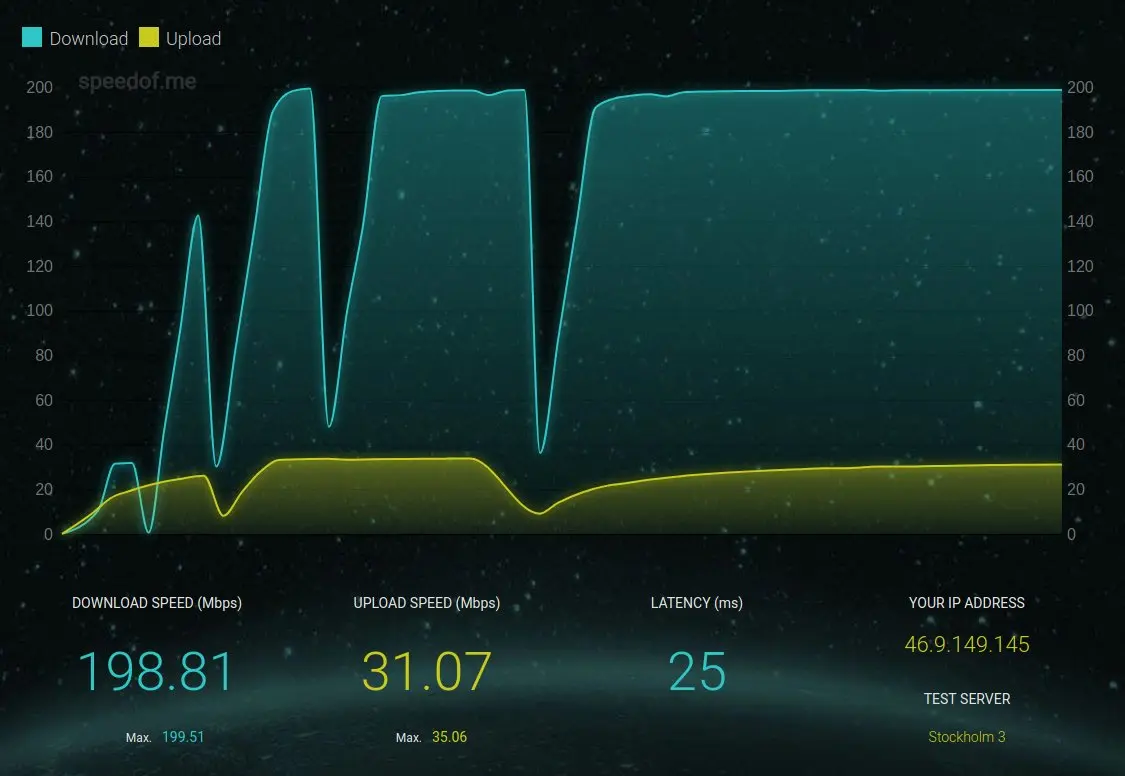 Download Upload
speedof.me
200 200
180 180
160 160
140 140
120 120
100 100
80 80
60 60
40 40
20 20
0 0
DOWNLOAD SPEED (Mbps) UPLOAD SPEED (Mbps) LATENCY (ms) YOUR IP ADDRESS
46.9.149.145
198.81 31.07 25
TEST SERVER
Max. 199.51 Max. 35.06 Stockholm 3